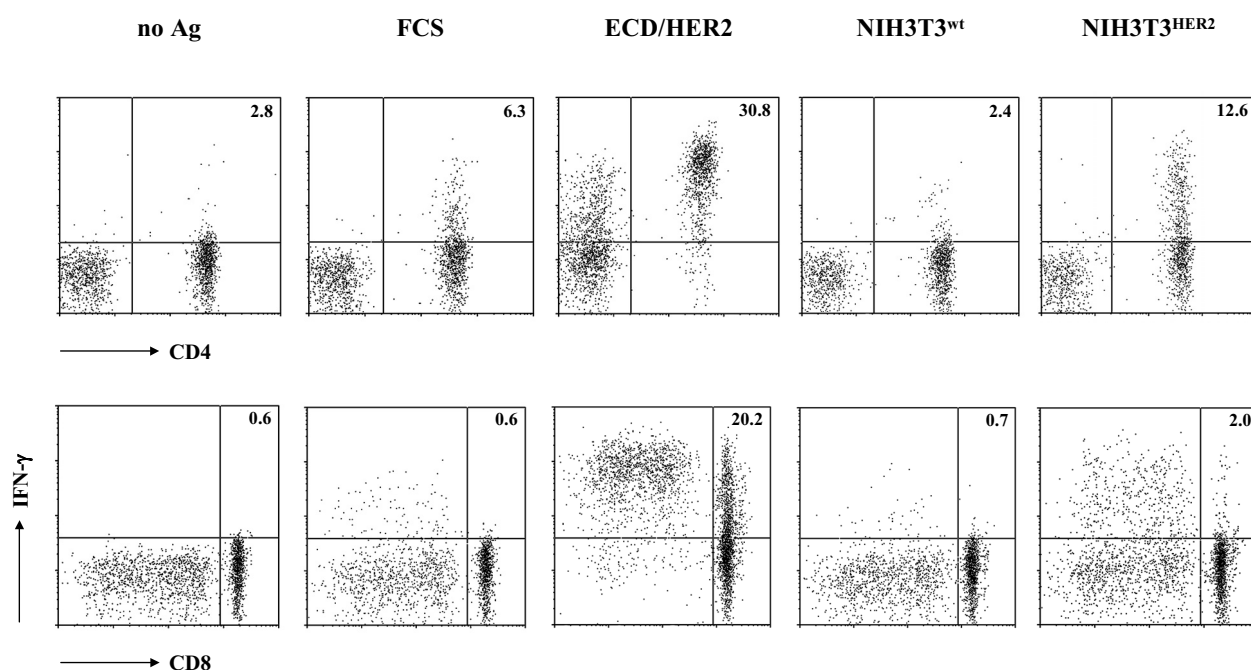 no Ag FCS ECD/HER2 NIH3T3wt NIH3T3HER2
2.8 6.3 30.8 2.4 12.6
CD4
0.6 0.6 20.2 0.7 2.0
IFN-γ
CD8